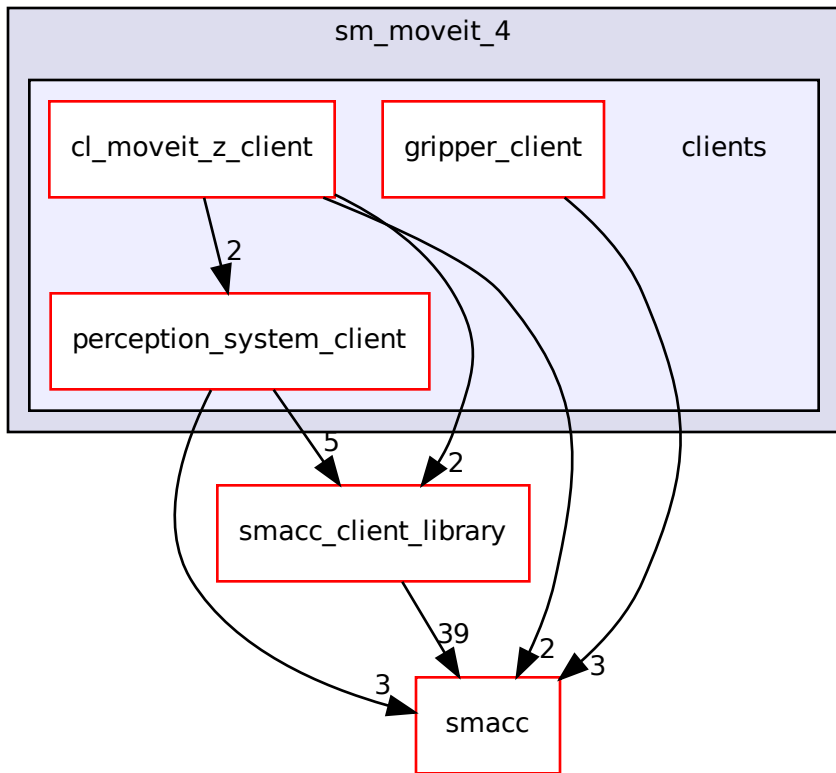 sm_moveit_4
cl_moveit_z_client
gripper_client
clients
2
perception_system_client
5
2
smacc_client_library
39
2
3
3
smacc